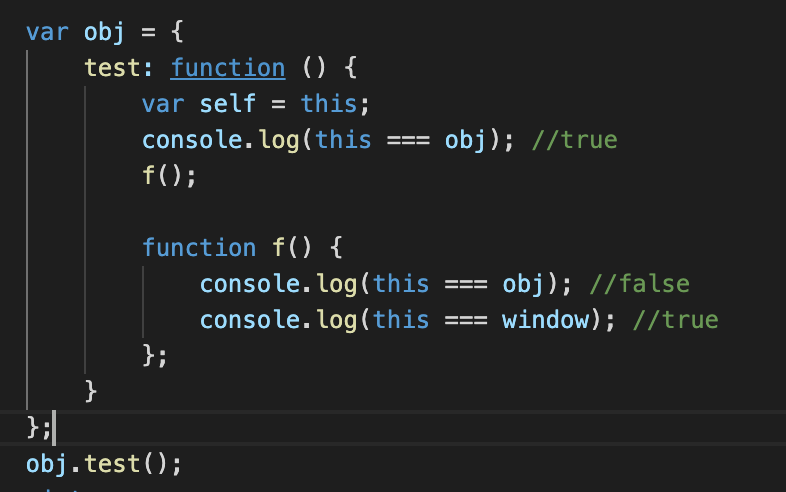 var obj = {
    test: function () {
        var self = this;
        console.log(this === obj); //true
        f();

        function f() {
            console.log(this === obj); //false
            console.log(this === window); //true
        };
    }
};
obj.test();